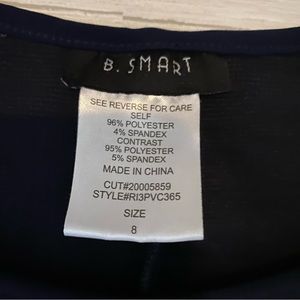 B. SMART
SEE REVERSE FOR CARE
SELF
96% POLYESTER
4% SPANDEX
CONTRAST
95% POLYESTER
5% SPANDEX
MADE IN CHINA
CUT#20005859
STYLE#RI3PVC365
SIZE
8